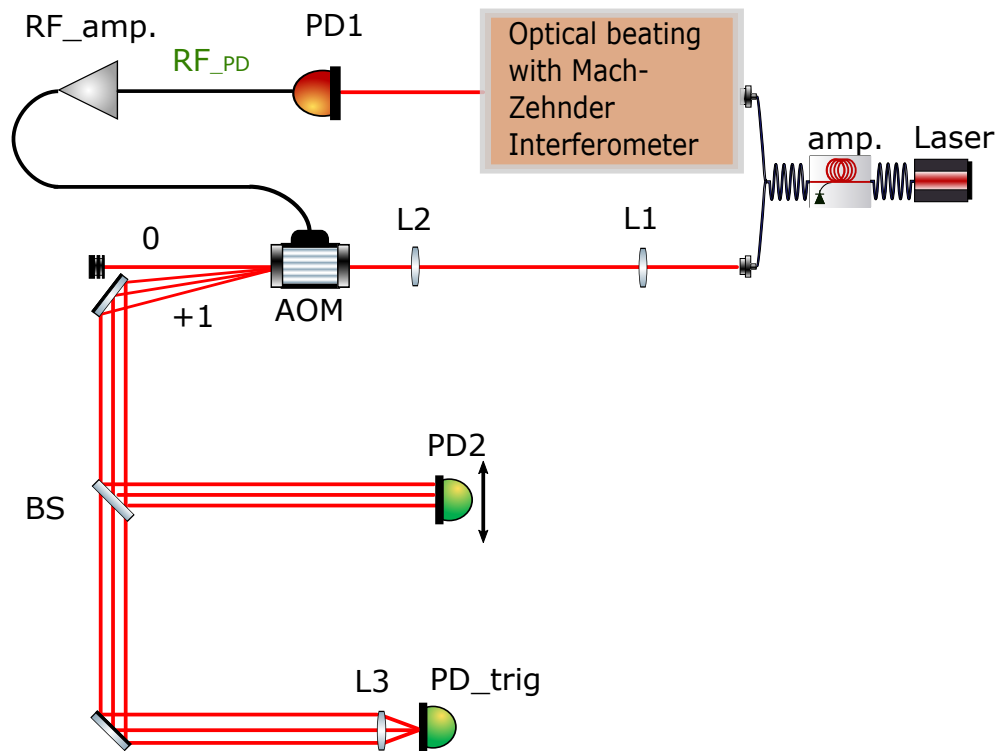 RF_amp.
PD1
RF_PD
Optical beating
with Mach-
Zehnder
Interferometer
amp.
Laser
0
L2
L1
+1
AOM
PD2
BS
L3
PD_trig